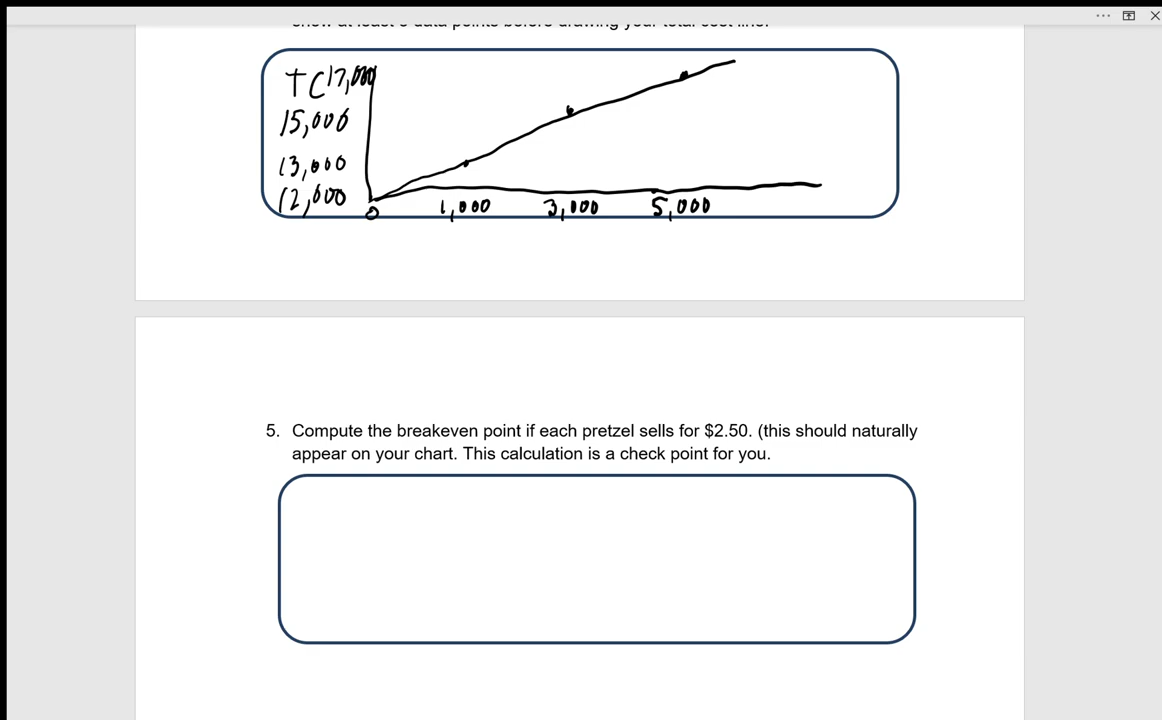 TC 17,000
15,000
13,000
12,000
0 1,000 3,000 5,000
5. Compute the breakeven point if each pretzel sells for $2.50. (this should naturally
appear on your chart. This calculation is a check point for you.